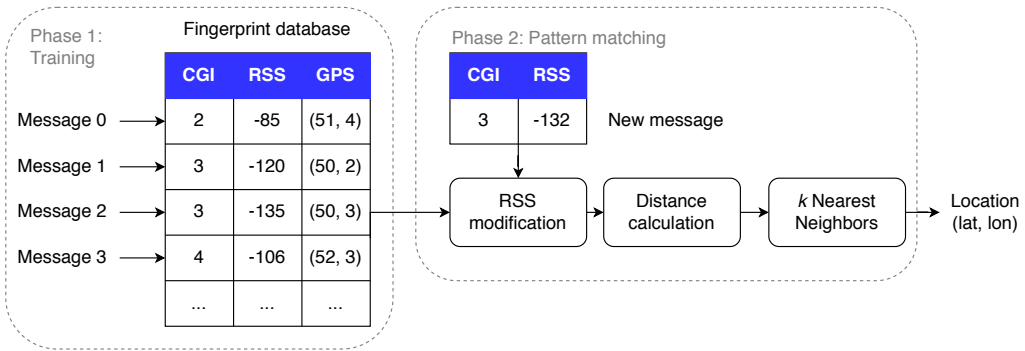 Phase 1:
Training
Fingerprint database
CGI RSS GPS
Message 0 2 -85 (51, 4)
Message 1 3 -120 (50, 2)
Message 2 3 -135 (50, 3)
Message 3 4 -106 (52, 3)
... ... ...
Phase 2: Pattern matching
CGI RSS
3 -132 New message
RSS
modification
Distance
calculation
k Nearest
Neighbors
Location
(lat, lon)